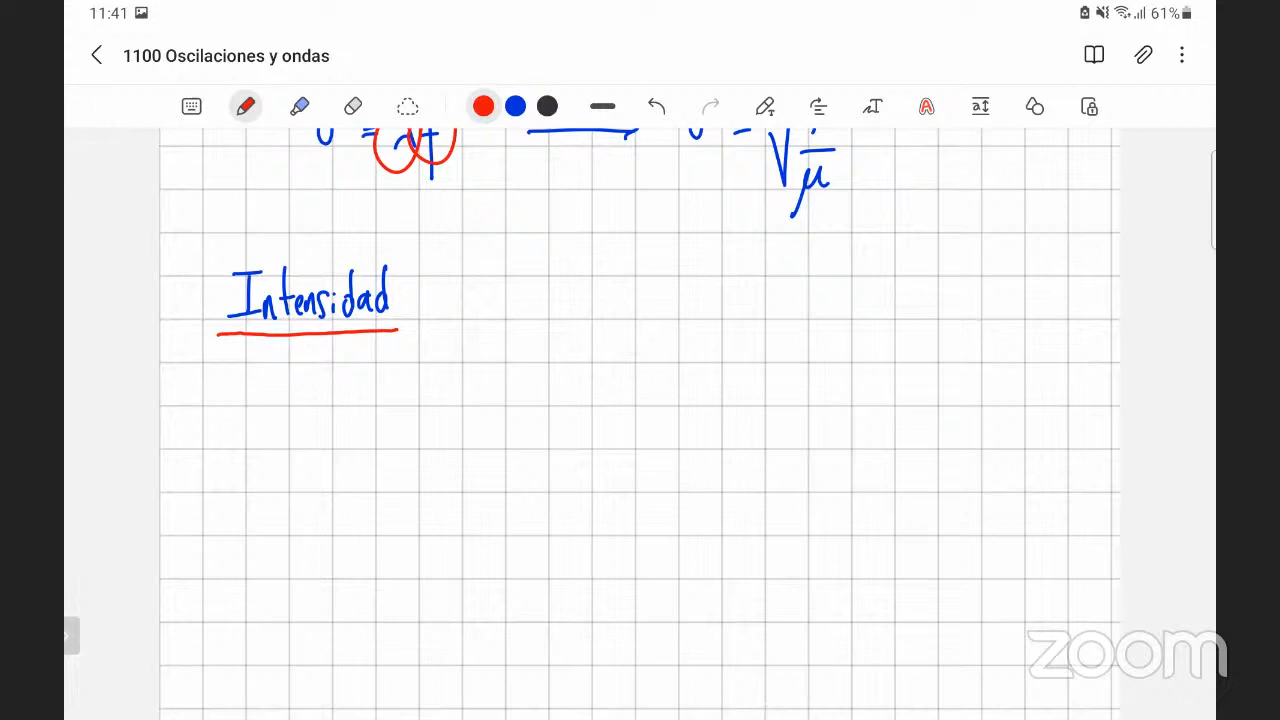 11:41 61%
1100 Oscilaciones y ondas
μ
Intensidad
zoom